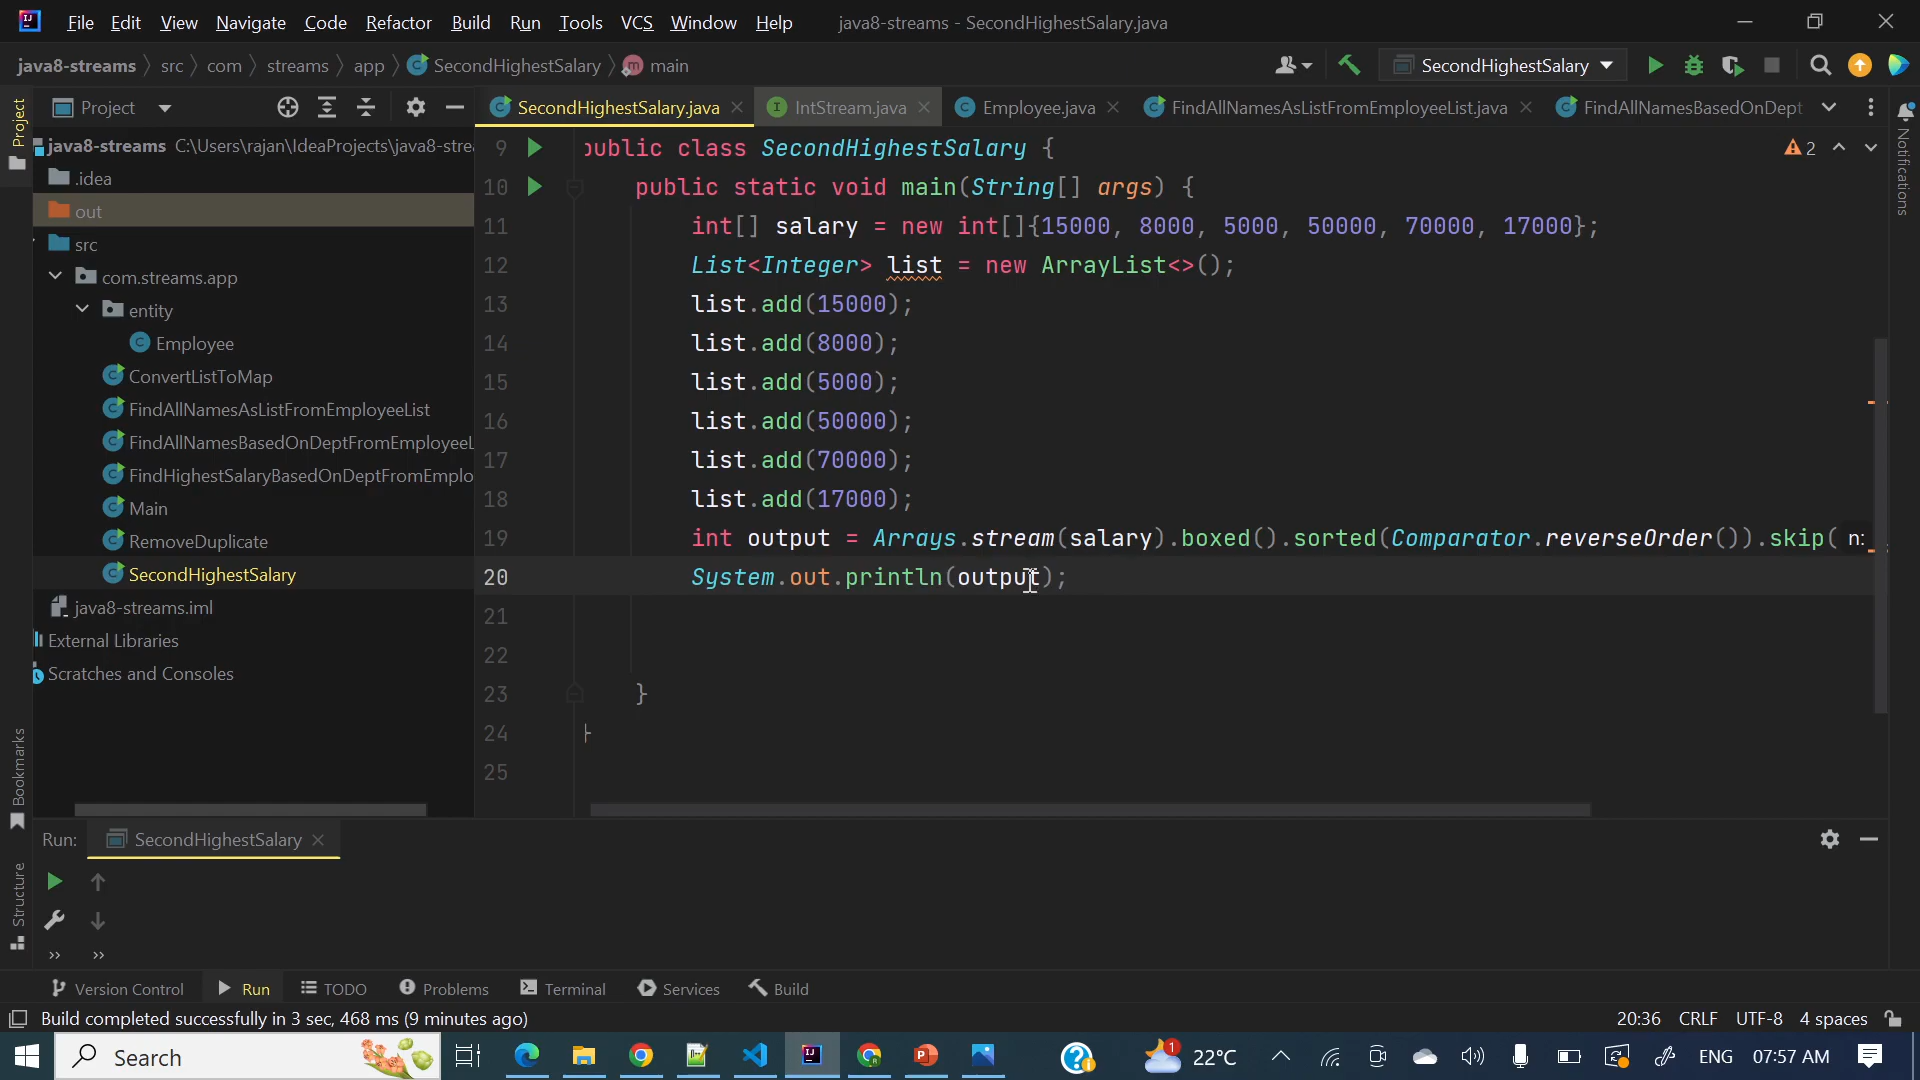 File Edit View Navigate Code Refactor Build Run Tools VCS Window Help java8-streams - SecondHighestSalary.java
java8-streams src com streams app SecondHighestSalary main SecondHighestSalary
Project SecondHighestSalary.java IntStream.java Employee.java FindAllNamesAsListFromEmployeeList.java FindAllNamesBasedOnDept
Project
Notifications
Bookmarks
Structure
java8-streams C:\Users\rajan\IdeaProjects\java8-strea
.idea
out
src
com.streams.app
entity
Employee
ConvertListToMap
FindAllNamesAsListFromEmployeeList
FindAllNamesBasedOnDeptFromEmployeeL
FindHighestSalaryBasedOnDeptFromEmplo
Main
RemoveDuplicate
SecondHighestSalary
java8-streams.iml
External Libraries
Scratches and Consoles
9 public class SecondHighestSalary { 2
10 public static void main(String[] args) {
11 int[] salary = new int[]{15000, 8000, 5000, 50000, 70000, 17000};
12 List<Integer> list = new ArrayList<>();
13 list.add(15000);
14 list.add(8000);
15 list.add(5000);
16 list.add(50000);
17 list.add(70000);
18 list.add(17000);
19 int output = Arrays.stream(salary).boxed().sorted(Comparator.reverseOrder()).skip( n:
20 System.out.println(output);
21
22
23 }
24 }
25
Run: SecondHighestSalary
Version Control Run TODO Problems Terminal Services Build
Build completed successfully in 3 sec, 468 ms (9 minutes ago) 20:36 CRLF UTF-8 4 spaces
Search 1 22°C ENG 07:57 AM